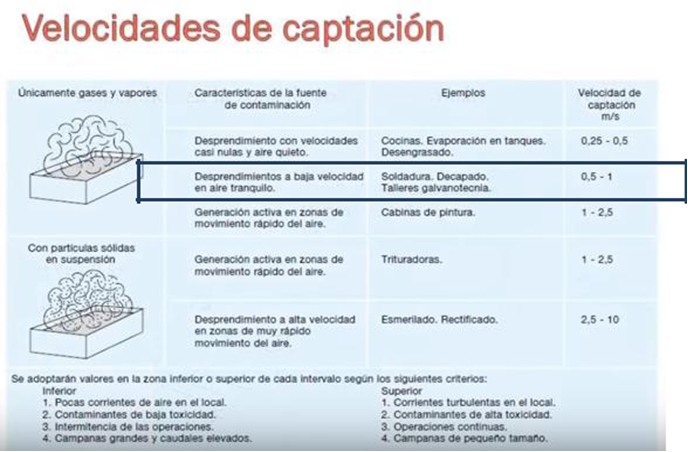 Velocidades de captación
Únicamente gases y vapores
Características de la fuente
de contaminación
Ejemplos
Velocidad de
captación
m/s
Desprendimiento con velocidades
casi nulas y aire quieto.
Cocinas. Evaporación en tanques.
Desengrasado.
0,25 - 0,5
Desprendimientos a baja velocidad
en aire tranquilo.
Soldadura. Decapado.
Talleres galvanotecnia.
0,5 - 1
Generación activa en zonas de
movimiento rápido del aire.
Cabinas de pintura.
1 - 2,5
Con partículas sólidas
en suspensión
Generación activa en zonas de
movimiento rápido del aire.
Trituradoras.
1 - 2,5
Desprendimiento a alta velocidad
en zonas de muy rápido
movimiento del aire.
Esmerilado. Rectificado.
2,5 - 10
Se adoptarán valores en la zona inferior o superior de cada intervalo según los siguientes criterios:
Inferior
1. Pocas corrientes de aire en el local.
2. Contaminantes de baja toxicidad.
3. Intermitencia de las operaciones.
4. Campanas grandes y caudales elevados.
Superior
1. Corrientes turbulentas en el local.
2. Contaminantes de alta toxicidad.
3. Operaciones continuas.
4. Campanas de pequeño tamaño.